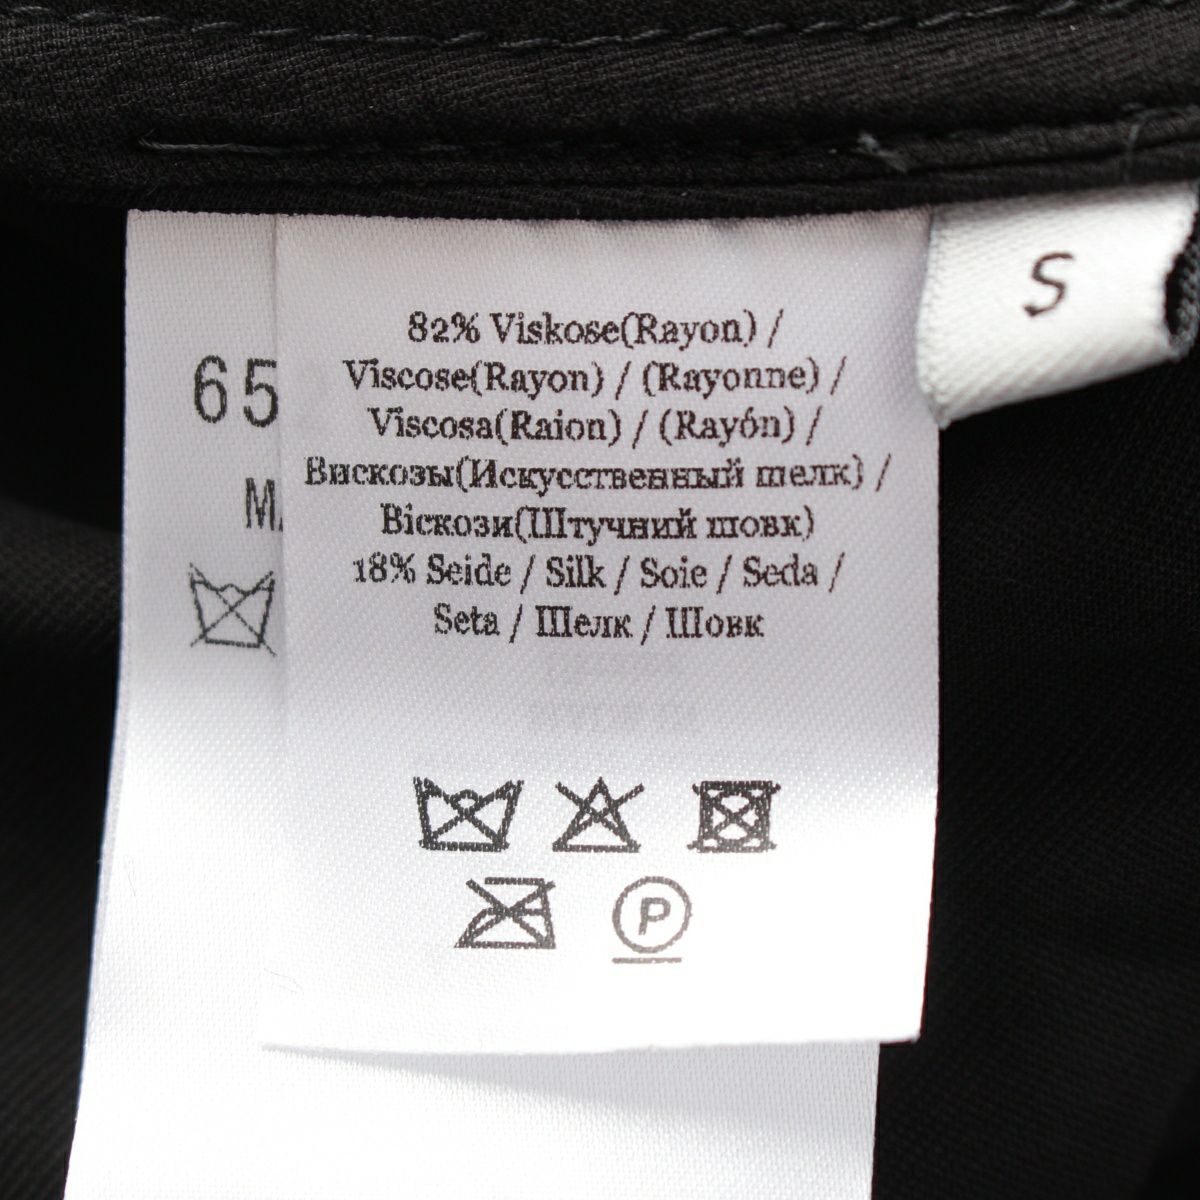 82% Viskose(Rayon) /
Viscose(Rayon) / (Rayonne) /
Viscosa(Raion) / (Rayón) /
Вискозы(Искусственный шелк) /
Віскози(Штучний шовк)
18% Seide / Silk / Soie / Seda /
Seta / Шелк / Шовк
P
S
65